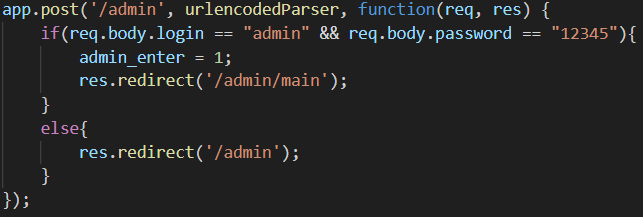 app.post('/admin', urlencodedParser, function(req, res) {
    if(req.body.login == "admin" && req.body.password == "12345"){
        admin_enter = 1;
        res.redirect('/admin/main');
    }
    else{
        res.redirect('/admin');
    }
});